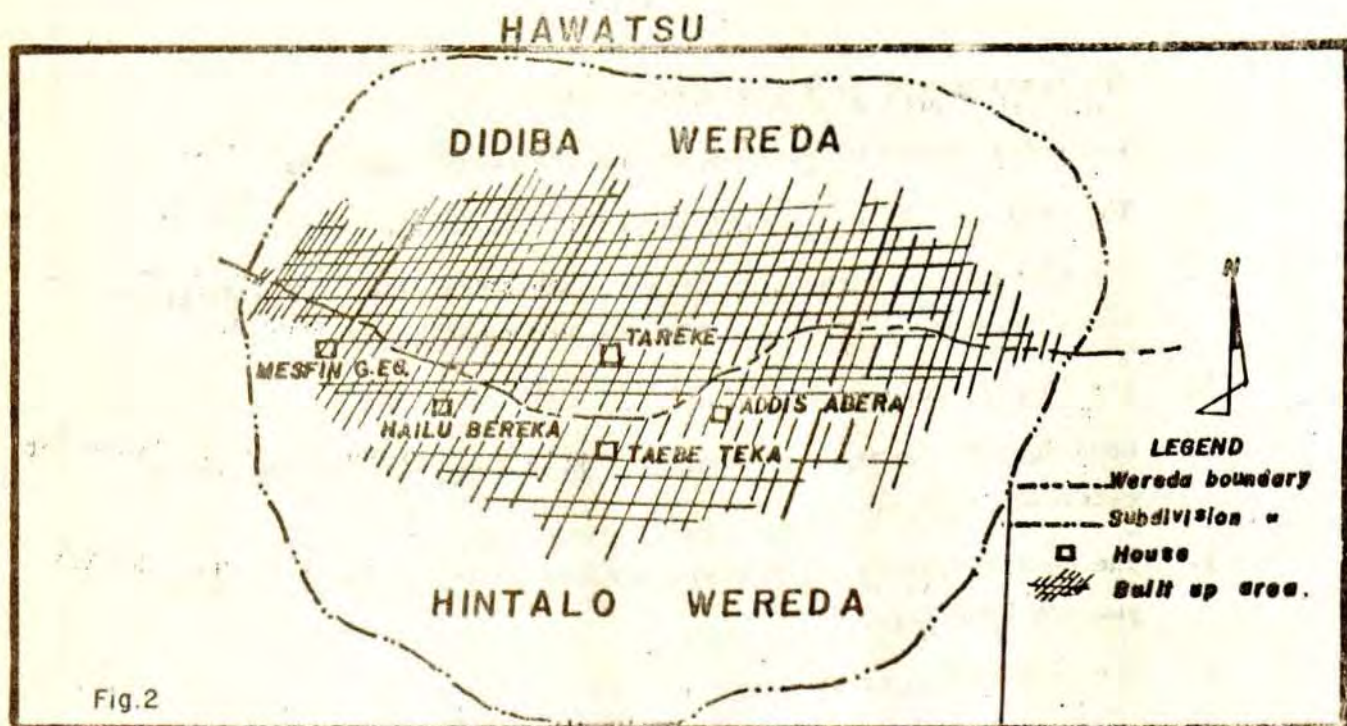 HAWATSU
DIDIBA WEREDA
N
TAREKE
MESFIN G.EG.
ADDIS ABERA
HAILU BEREKA
TAEBE TEKA
LEGEND
Wereda boundary
Subdivision "
House
Built up area.
HINTALO WEREDA
Fig.2